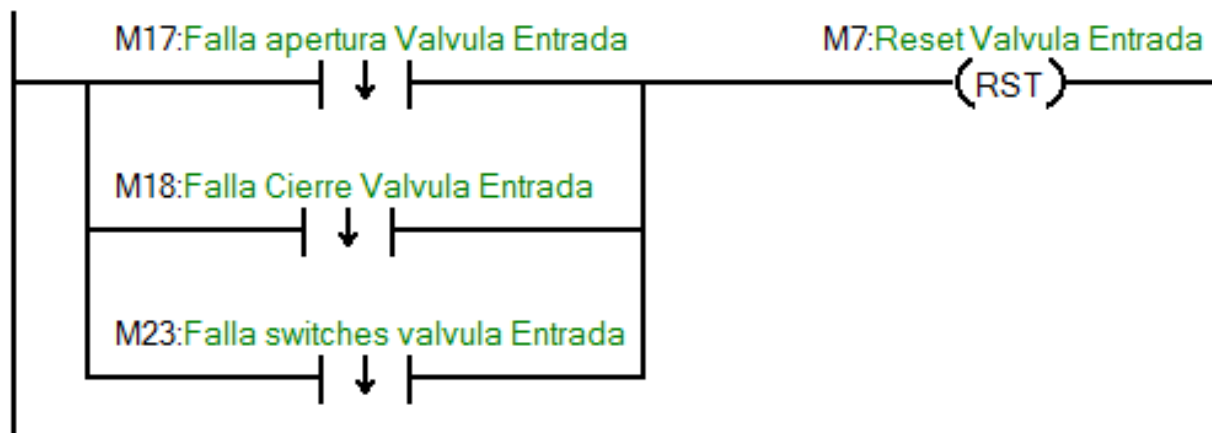 M17:Falla apertura Valvula Entrada
M7:Reset Valvula Entrada
(RST)
M18:Falla Cierre Valvula Entrada
M23:Falla switches valvula Entrada